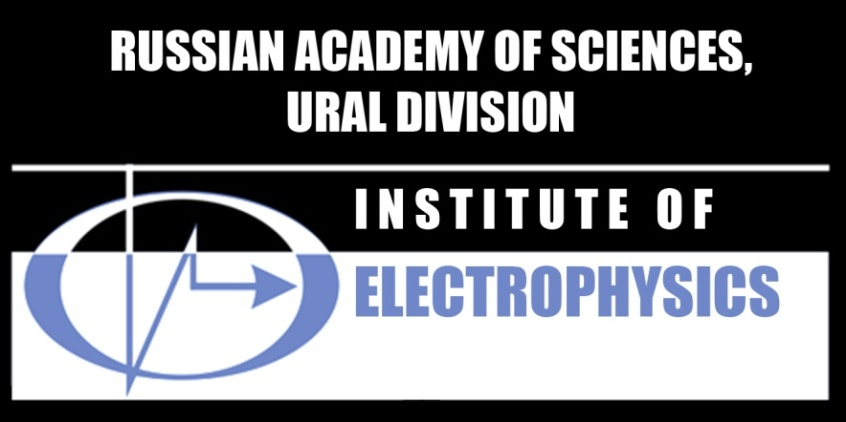 RUSSIAN ACADEMY OF SCIENCES,
URAL DIVISION
INSTITUTE OF
ELECTROPHYSICS